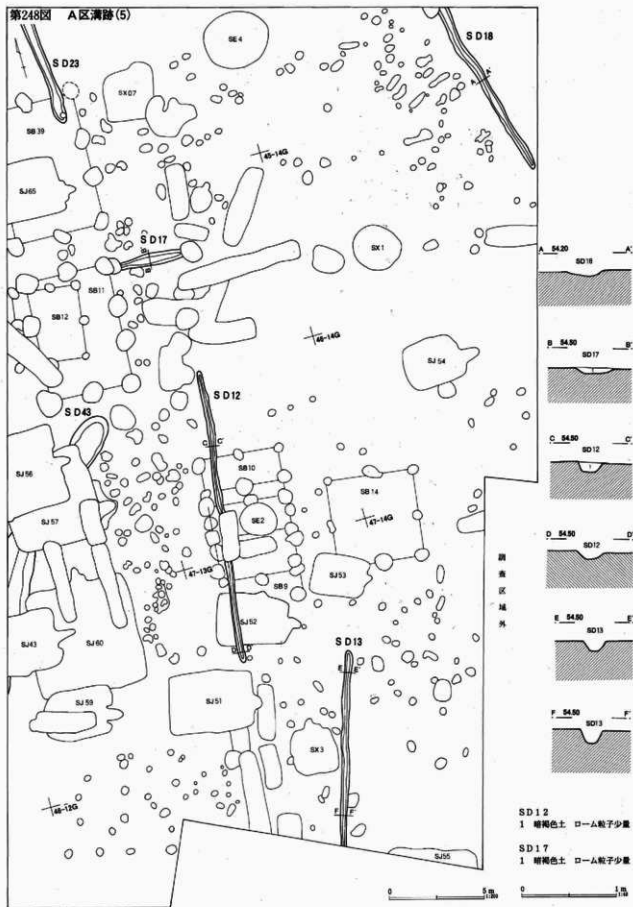 第248図 A区溝跡(5)
SD23
SE4
SD18
A A'
SX07
SB39
45-14G
SJ65
SD17
B B'
SX1
SB11
SB12
46-14G
SJ54
SD12
SD43
C C'
SJ56
SB10
SB14
SE2
47-14G
SJ57
47-13G
SJ53
SB9
SJ52
SD13
SJ43
SJ60
E E'
SJ59
SJ51
SX3
48-12G
F F'
SJ55
調査区域外
A 54.20 A'
SD18
B 54.50 B'
SD17
1
C 54.50 C'
SD12
1
D 54.50 D'
SD12
E 54.50 E'
SD13
F 54.50 F'
SD13
SD12
1 暗褐色土 ローム粒子少量
SD17
1 暗褐色土 ローム粒子少量
0 5m
0 1m